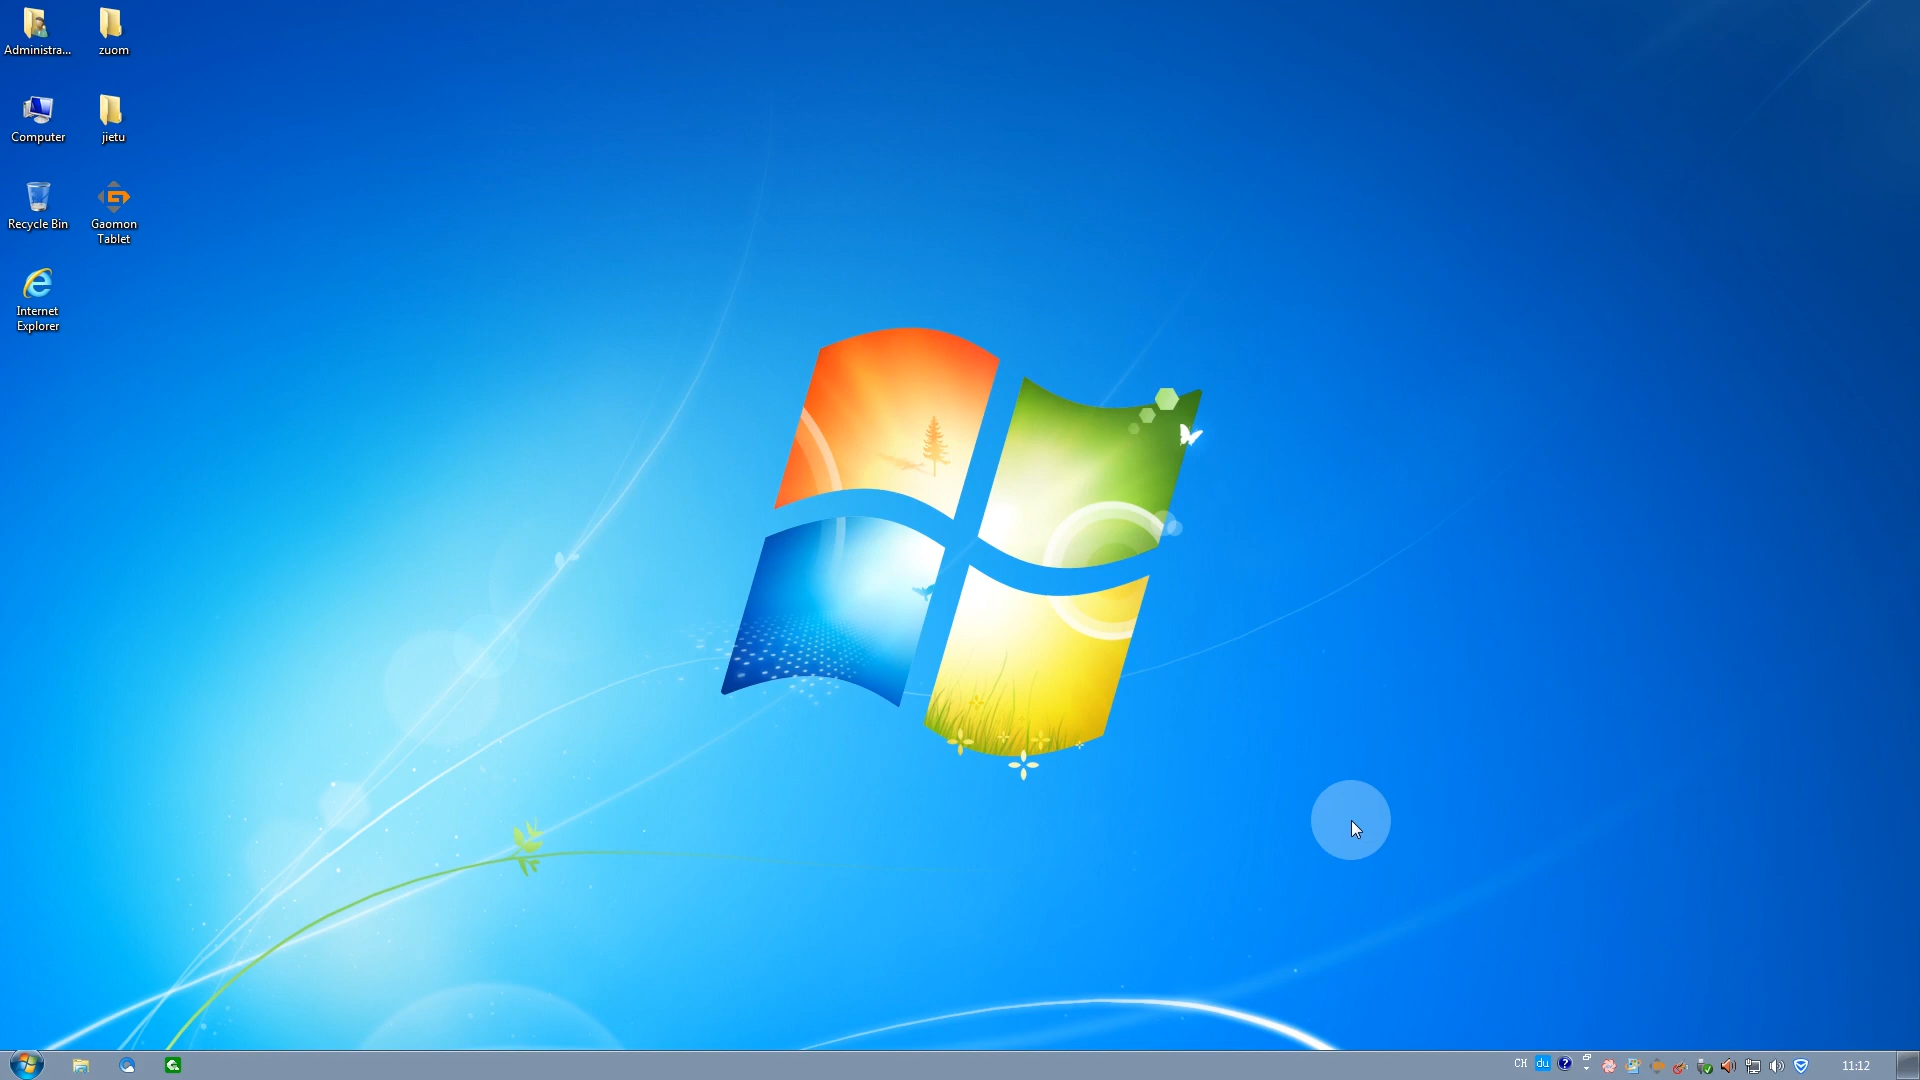 Administra...
zuom
Computer
jietu
Recycle Bin
Gaomon
Tablet
Internet
Explorer
CH
du
?
11:12